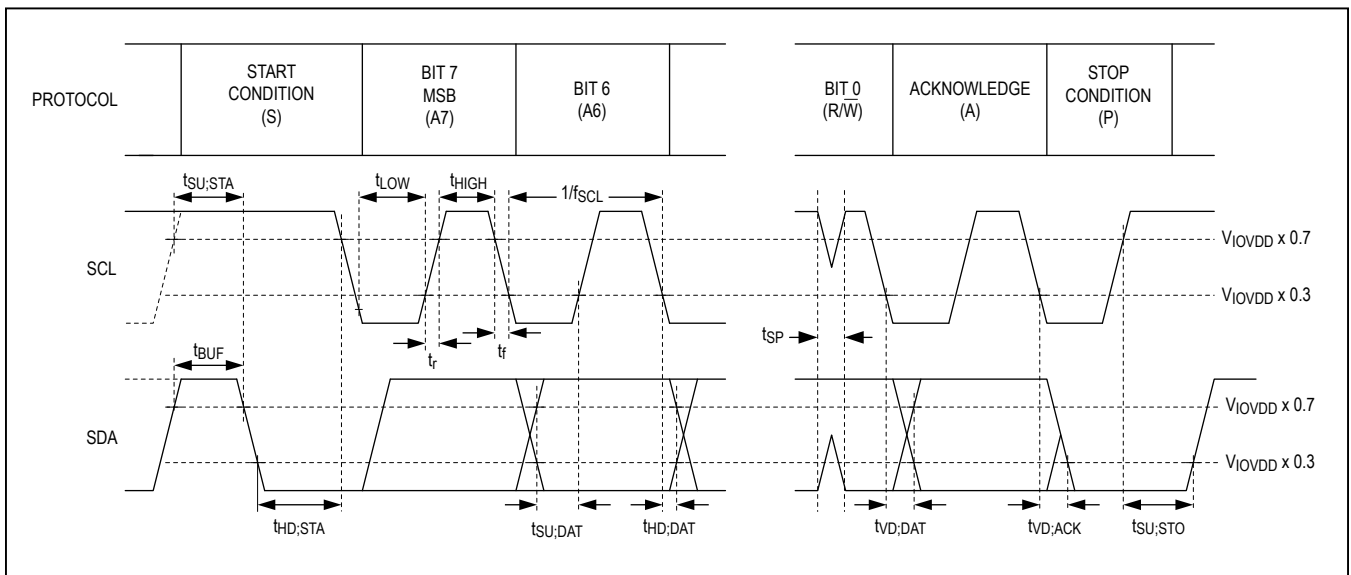 PROTOCOL
START
CONDITION
(S)
BIT 7
MSB
(A7)
BIT 6
(A6)
BIT 0
(R/W̅)
ACKNOWLEDGE
(A)
STOP
CONDITION
(P)
tSU;STA
tLOW
tHIGH
1/fSCL
VIOVDD x 0.7
SCL
VIOVDD x 0.3
tBUF
tr
tf
tSP
VIOVDD x 0.7
SDA
VIOVDD x 0.3
tHD;STA
tSU;DAT
tHD;DAT
tVD;DAT
tVD;ACK
tSU;STO